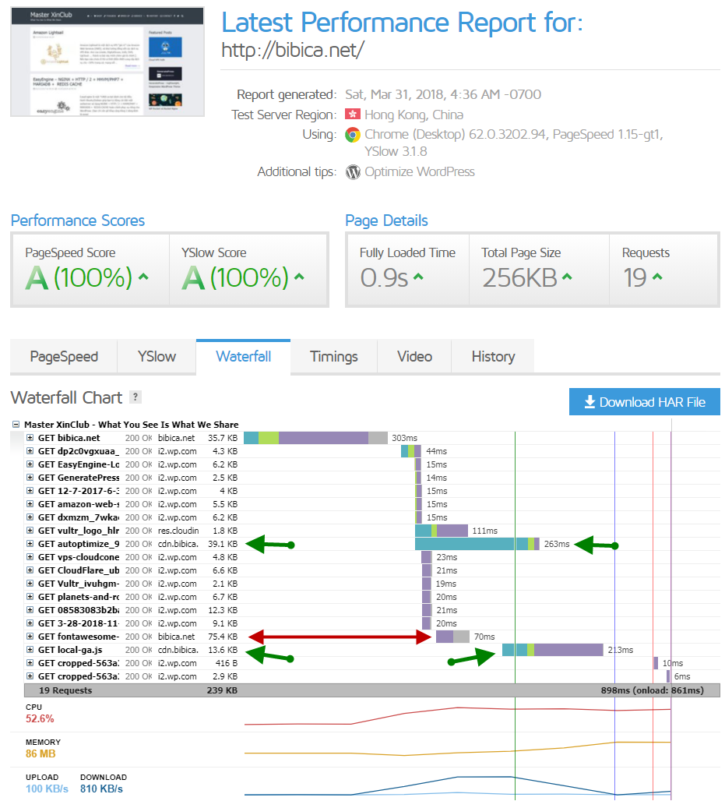 Master XinClub
Amazon Lightsail
EasyEngine – NGINX + HTTP / 2 + WILDCARD +
Latest Performance Report for:
http://bibica.net/
Report generated: Sat, Mar 31, 2018, 4:36 AM -0700
Test Server Region: Hong Kong, China
Using: Chrome (Desktop) 62.0.3202.94, PageSpeed 1.15-gt1,
YSlow 3.1.8
Additional tips: Optimize WordPress
Performance Scores
Page Details
PageSpeed Score YSlow Score Fully Loaded Time Total Page Size Requests
A (100%) A (100%) 0.9s 256KB 19
PageSpeed YSlow Waterfall Timings Video History
Waterfall Chart ? Download HAR File
Master XinClub - What You See Is What We Share
GET bibica.net 200 OK bibica.net 35.7 KB 303ms
GET dp2c0vgxuaa_ 200 OK i2.wp.com 4.3 KB 44ms
GET EasyEngine-Lo 200 OK i2.wp.com 6.2 KB 15ms
GET GeneratePress 200 OK i2.wp.com 2.5 KB 14ms
GET 12-7-2017-6-3 200 OK i2.wp.com 4 KB 15ms
GET amazon-web-s 200 OK i2.wp.com 5.5 KB 15ms
GET dxmzm_7wka 200 OK i2.wp.com 6.2 KB 15ms
GET vultr_logo_hlr 200 OK res.cloudin 1.8 KB 111ms
GET autoptimize_9 200 OK cdn.bibica. 39.1 KB 263ms
GET vps-cloudcone 200 OK i2.wp.com 4.8 KB 23ms
GET CloudFlare_ub 200 OK i2.wp.com 6.6 KB 21ms
GET Vultr_ivuhgm- 200 OK i2.wp.com 2.1 KB 19ms
GET planets-and-ro 200 OK i2.wp.com 6.7 KB 20ms
GET 08583083b2b 200 OK i2.wp.com 12.3 KB 21ms
GET 3-28-2018-11- 200 OK i2.wp.com 9.1 KB 20ms
GET fontawesome- 200 OK bibica.net 75.4 KB 70ms
GET local-ga.js 200 OK cdn.bibica. 13.6 KB 213ms
GET cropped-563a 200 OK i2.wp.com 416 B 10ms
GET cropped-563a 200 OK i2.wp.com 2.9 KB 6ms
19 Requests 239 KB 898ms (onload: 861ms)
CPU
52.6%
MEMORY
86 MB
UPLOAD DOWNLOAD
100 KB/s 810 KB/s